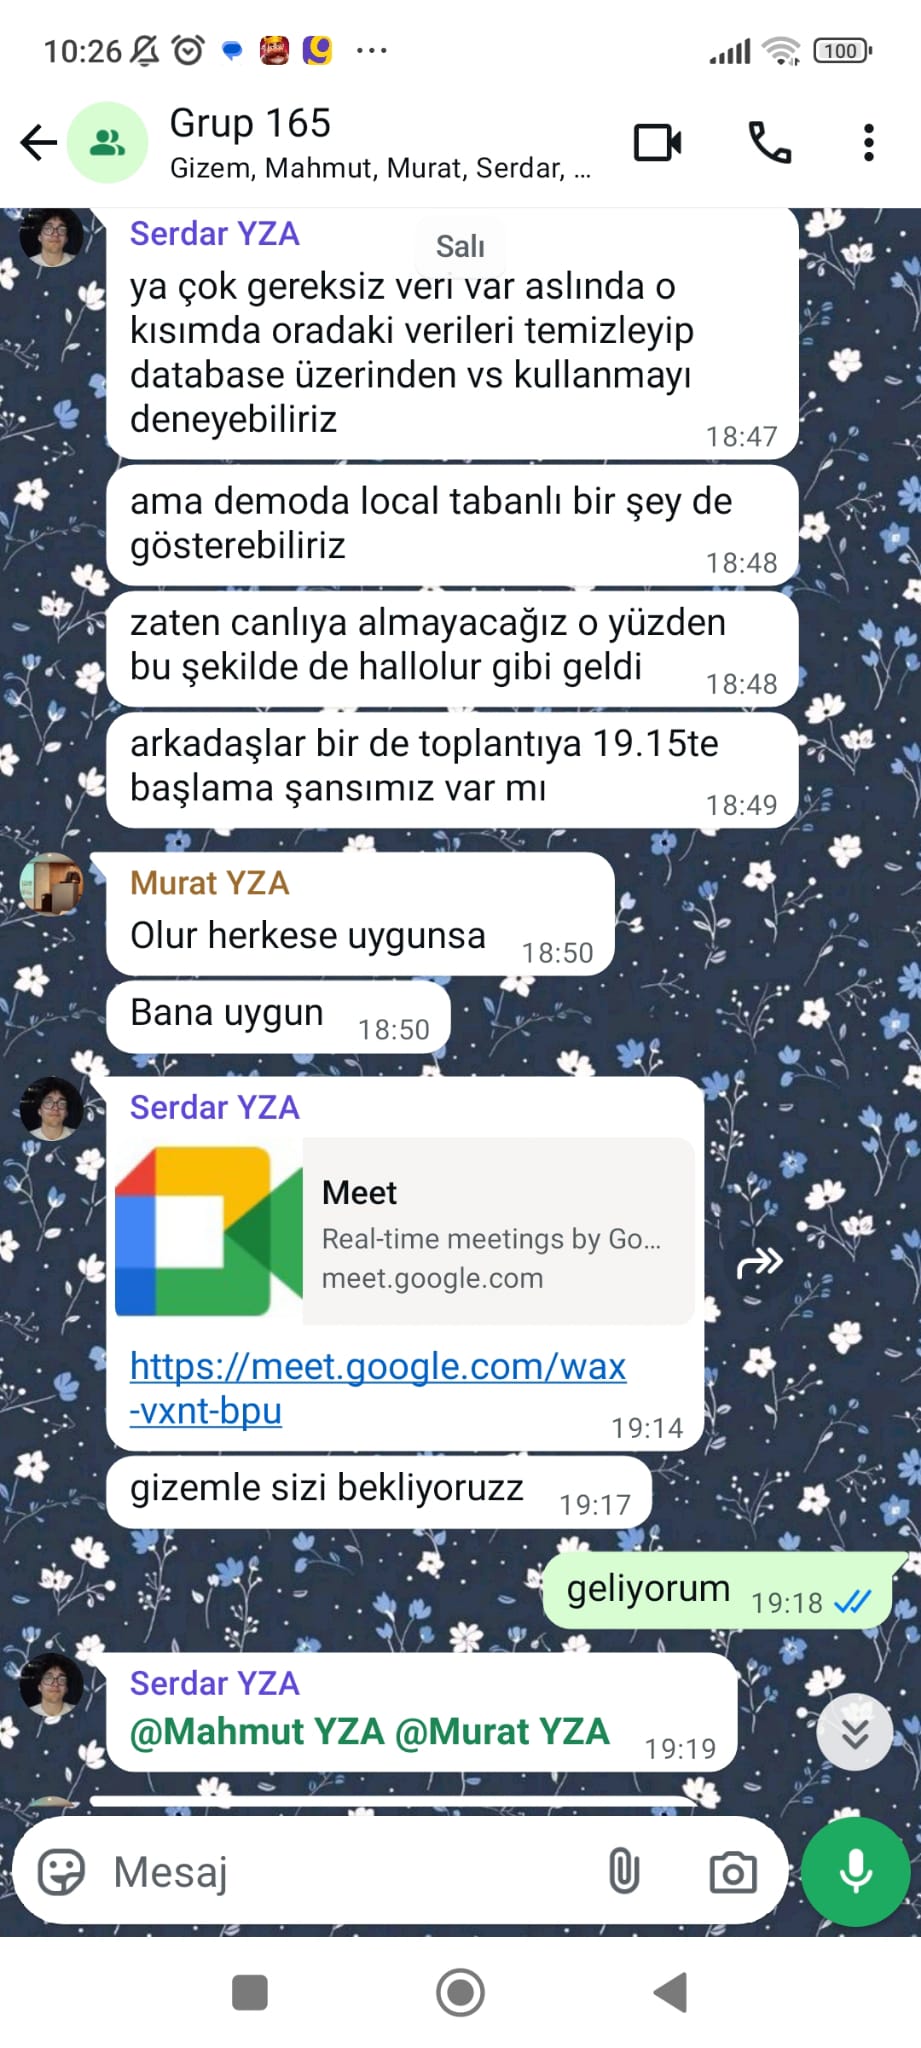 10:26
100
Grup 165
Gizem, Mahmut, Murat, Serdar, ...
Serdar YZA
Salı
ya çok gereksiz veri var aslında o
kısımda oradaki verileri temizleyip
database üzerinden vs kullanmayı
deneyebiliriz
18:47
ama demoda local tabanlı bir şey de
gösterebiliriz
18:48
zaten canlıya almayacağız o yüzden
bu şekilde de hallolur gibi geldi
18:48
arkadaşlar bir de toplantıya 19.15te
başlama şansımız var mı
18:49
Murat YZA
Olur herkese uygunsa
18:50
Bana uygun
18:50
Serdar YZA
Meet
Real-time meetings by Go...
meet.google.com
https://meet.google.com/wax
-vxnt-bpu
19:14
gizemle sizi bekliyoruzz
19:17
geliyorum
19:18
Serdar YZA
@Mahmut YZA @Murat YZA
19:19
Mesaj